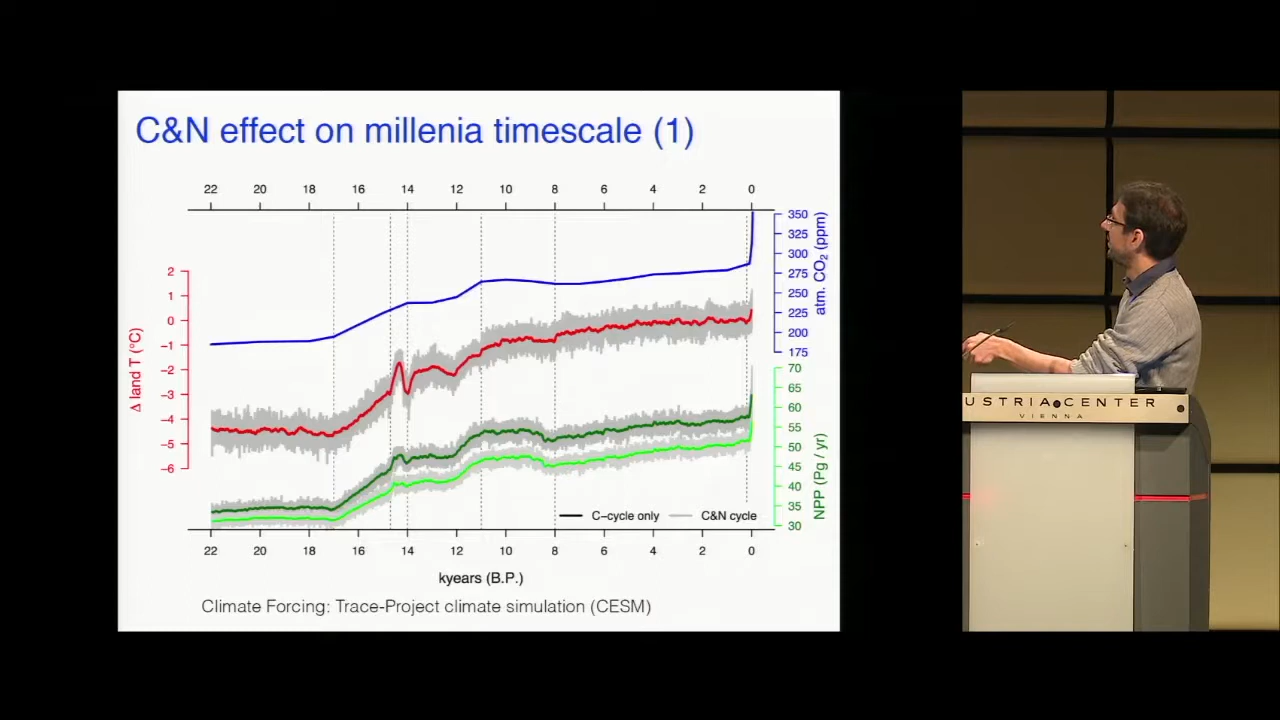 C&N effect on millenia timescale (1)
22 20 18 16 14 12 10 8 6 4 2 0
350
325
300
275
250
225
200
175
atm. CO₂ (ppm)
2
1
0
−1
−2
−3
−4
−5
−6
Δ land T (°C)
70
65
60
55
50
45
40
35
30
NPP (Pg / yr)
C−cycle only C&N cycle
22 20 18 16 14 12 10 8 6 4 2 0
kyears (B.P.)
Climate Forcing: Trace-Project climate simulation (CESM)
USTRIA CENTER
VIENNA